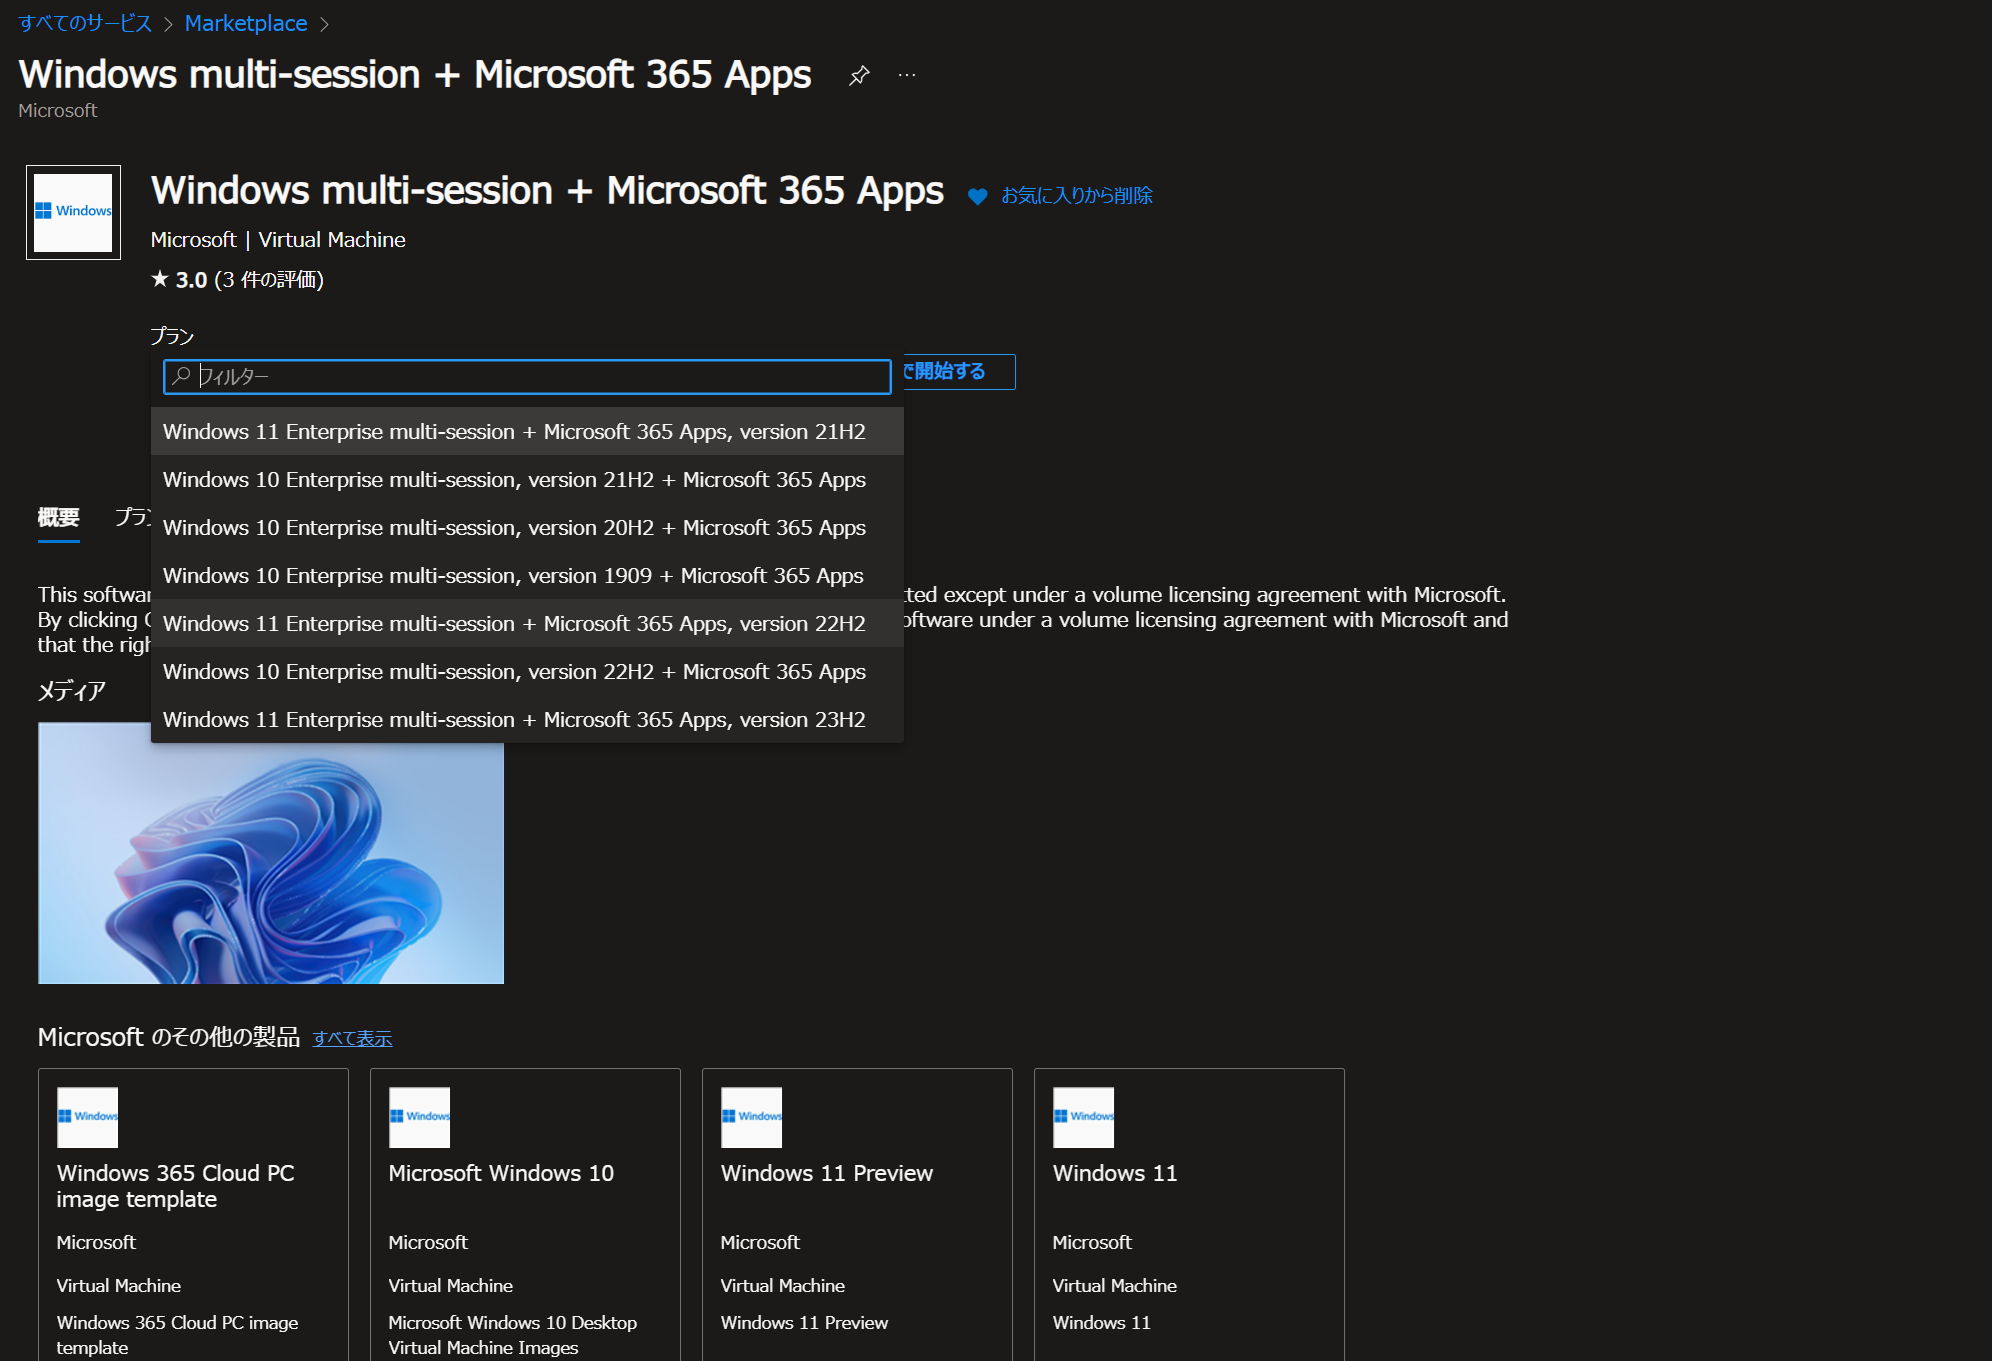 すべてのサービス > Marketplace >
Windows multi-session + Microsoft 365 Apps ...
Microsoft
Windows
Windows multi-session + Microsoft 365 Apps お気に入りから削除
Microsoft | Virtual Machine
★ 3.0 (3 件の評価)
プラン
フィルター
で開始する
Windows 11 Enterprise multi-session + Microsoft 365 Apps, version 21H2
Windows 10 Enterprise multi-session, version 21H2 + Microsoft 365 Apps
Windows 10 Enterprise multi-session, version 20H2 + Microsoft 365 Apps
Windows 10 Enterprise multi-session, version 1909 + Microsoft 365 Apps
Windows 11 Enterprise multi-session + Microsoft 365 Apps, version 22H2
Windows 10 Enterprise multi-session, version 22H2 + Microsoft 365 Apps
Windows 11 Enterprise multi-session + Microsoft 365 Apps, version 23H2
概要 プラン
This softwar
tted except under a volume licensing agreement with Microsoft.
By clicking
oftware under a volume licensing agreement with Microsoft and
that the righ
メディア
Microsoft のその他の製品 すべて表示
Windows
Windows 365 Cloud PC
image template
Microsoft
Virtual Machine
Windows 365 Cloud PC image
template
Windows
Microsoft Windows 10
Microsoft
Virtual Machine
Microsoft Windows 10 Desktop
Virtual Machine Images
Windows
Windows 11 Preview
Microsoft
Virtual Machine
Windows 11 Preview
Windows
Windows 11
Microsoft
Virtual Machine
Windows 11